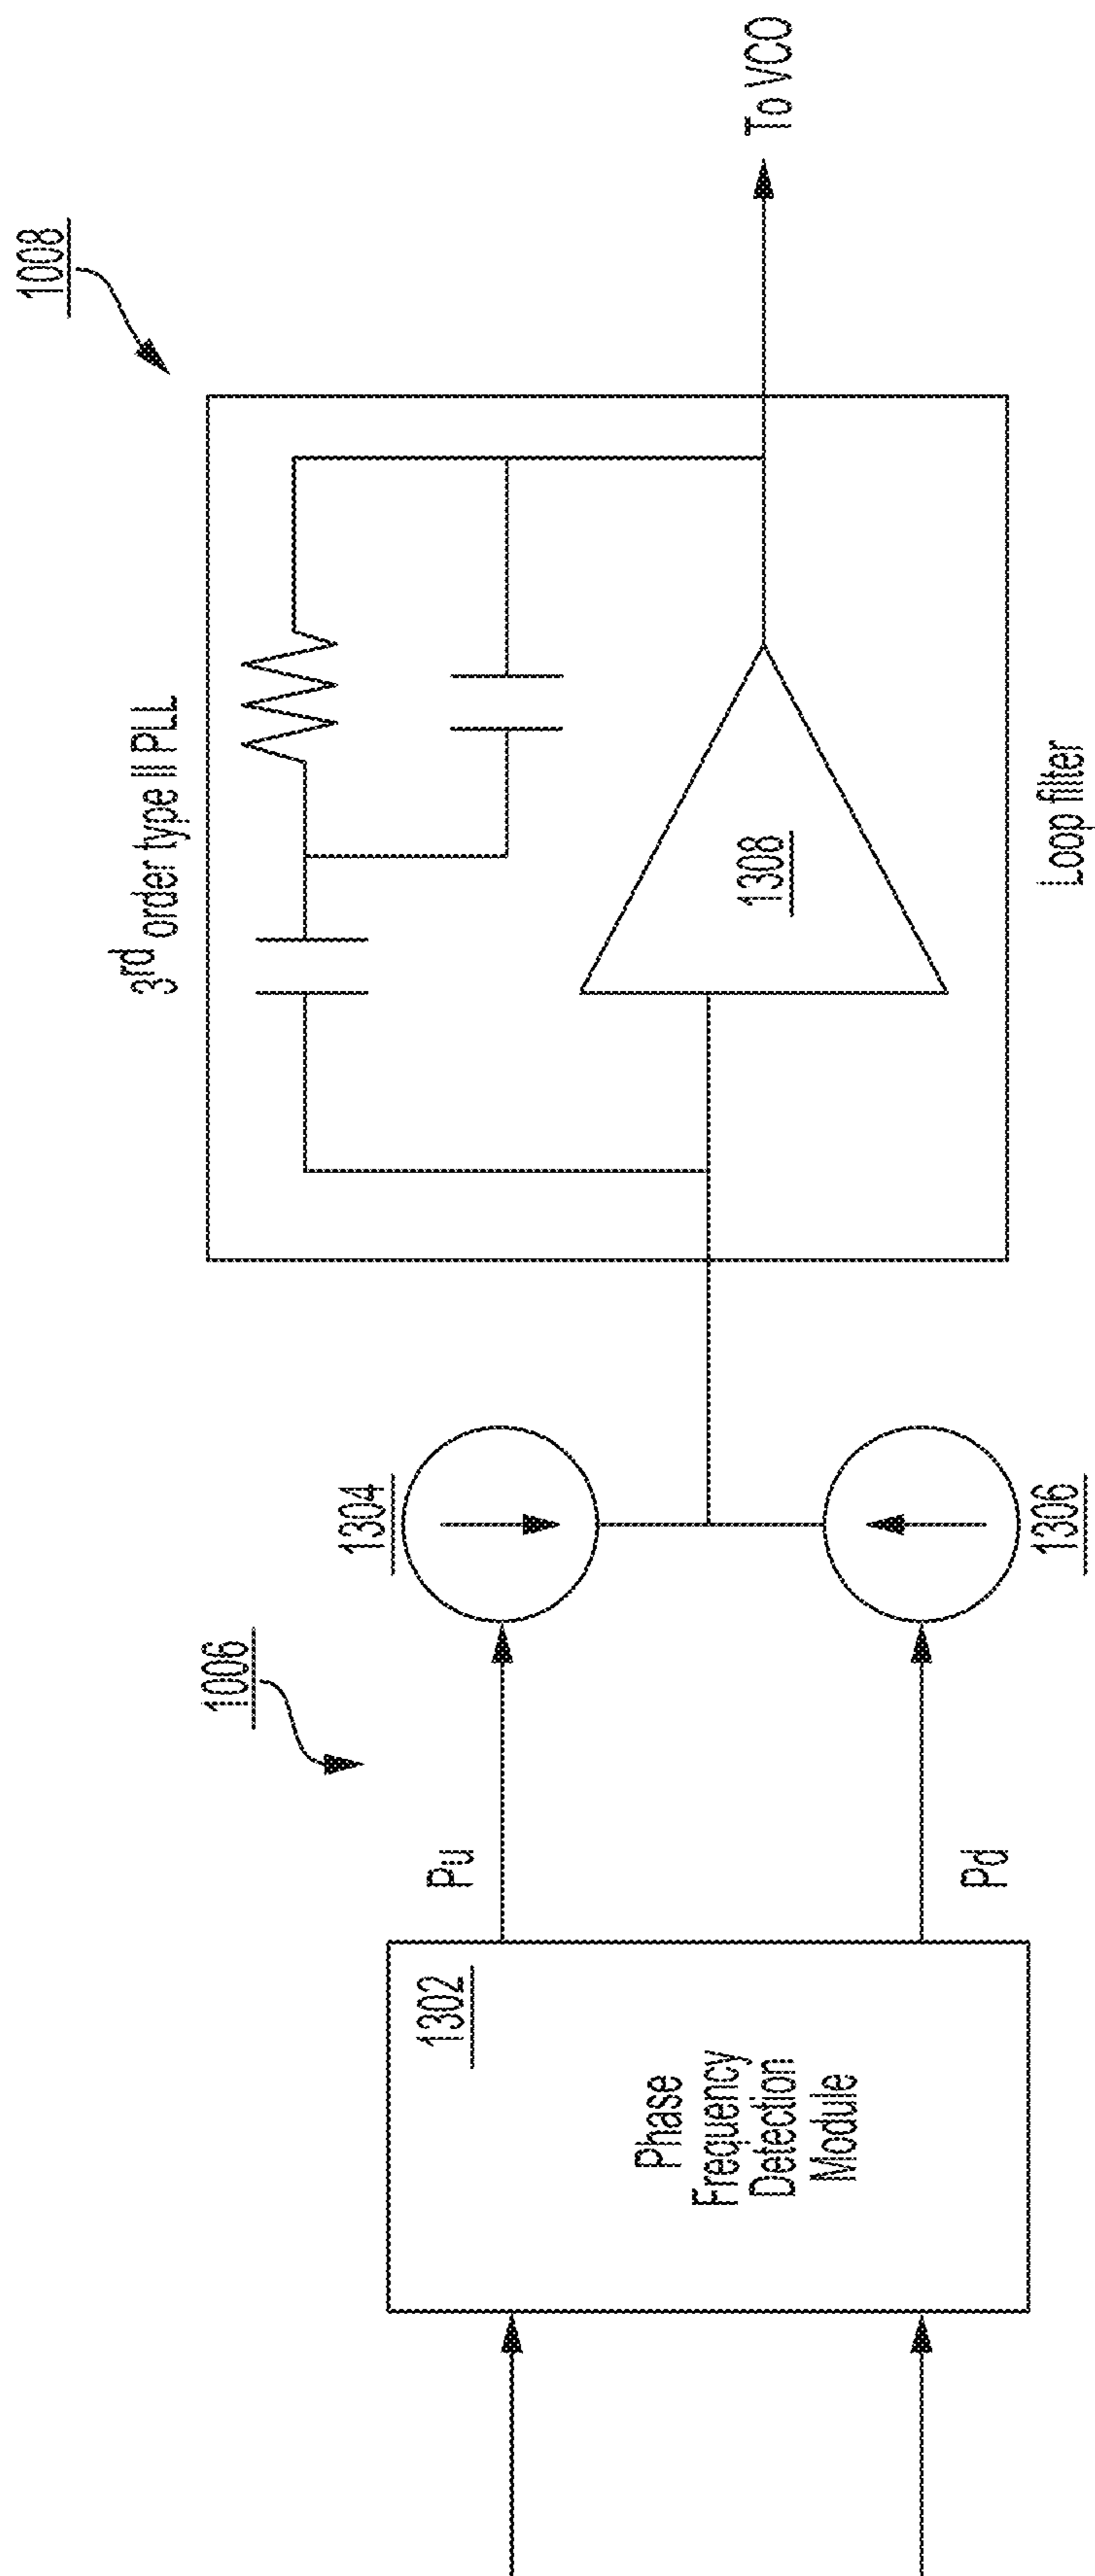 1008
3rd order type II PLL
To VCO
1308
Loop filter
1304
1306
1006
Pu
Pd
1302
Phase
Frequency
Detection
Module